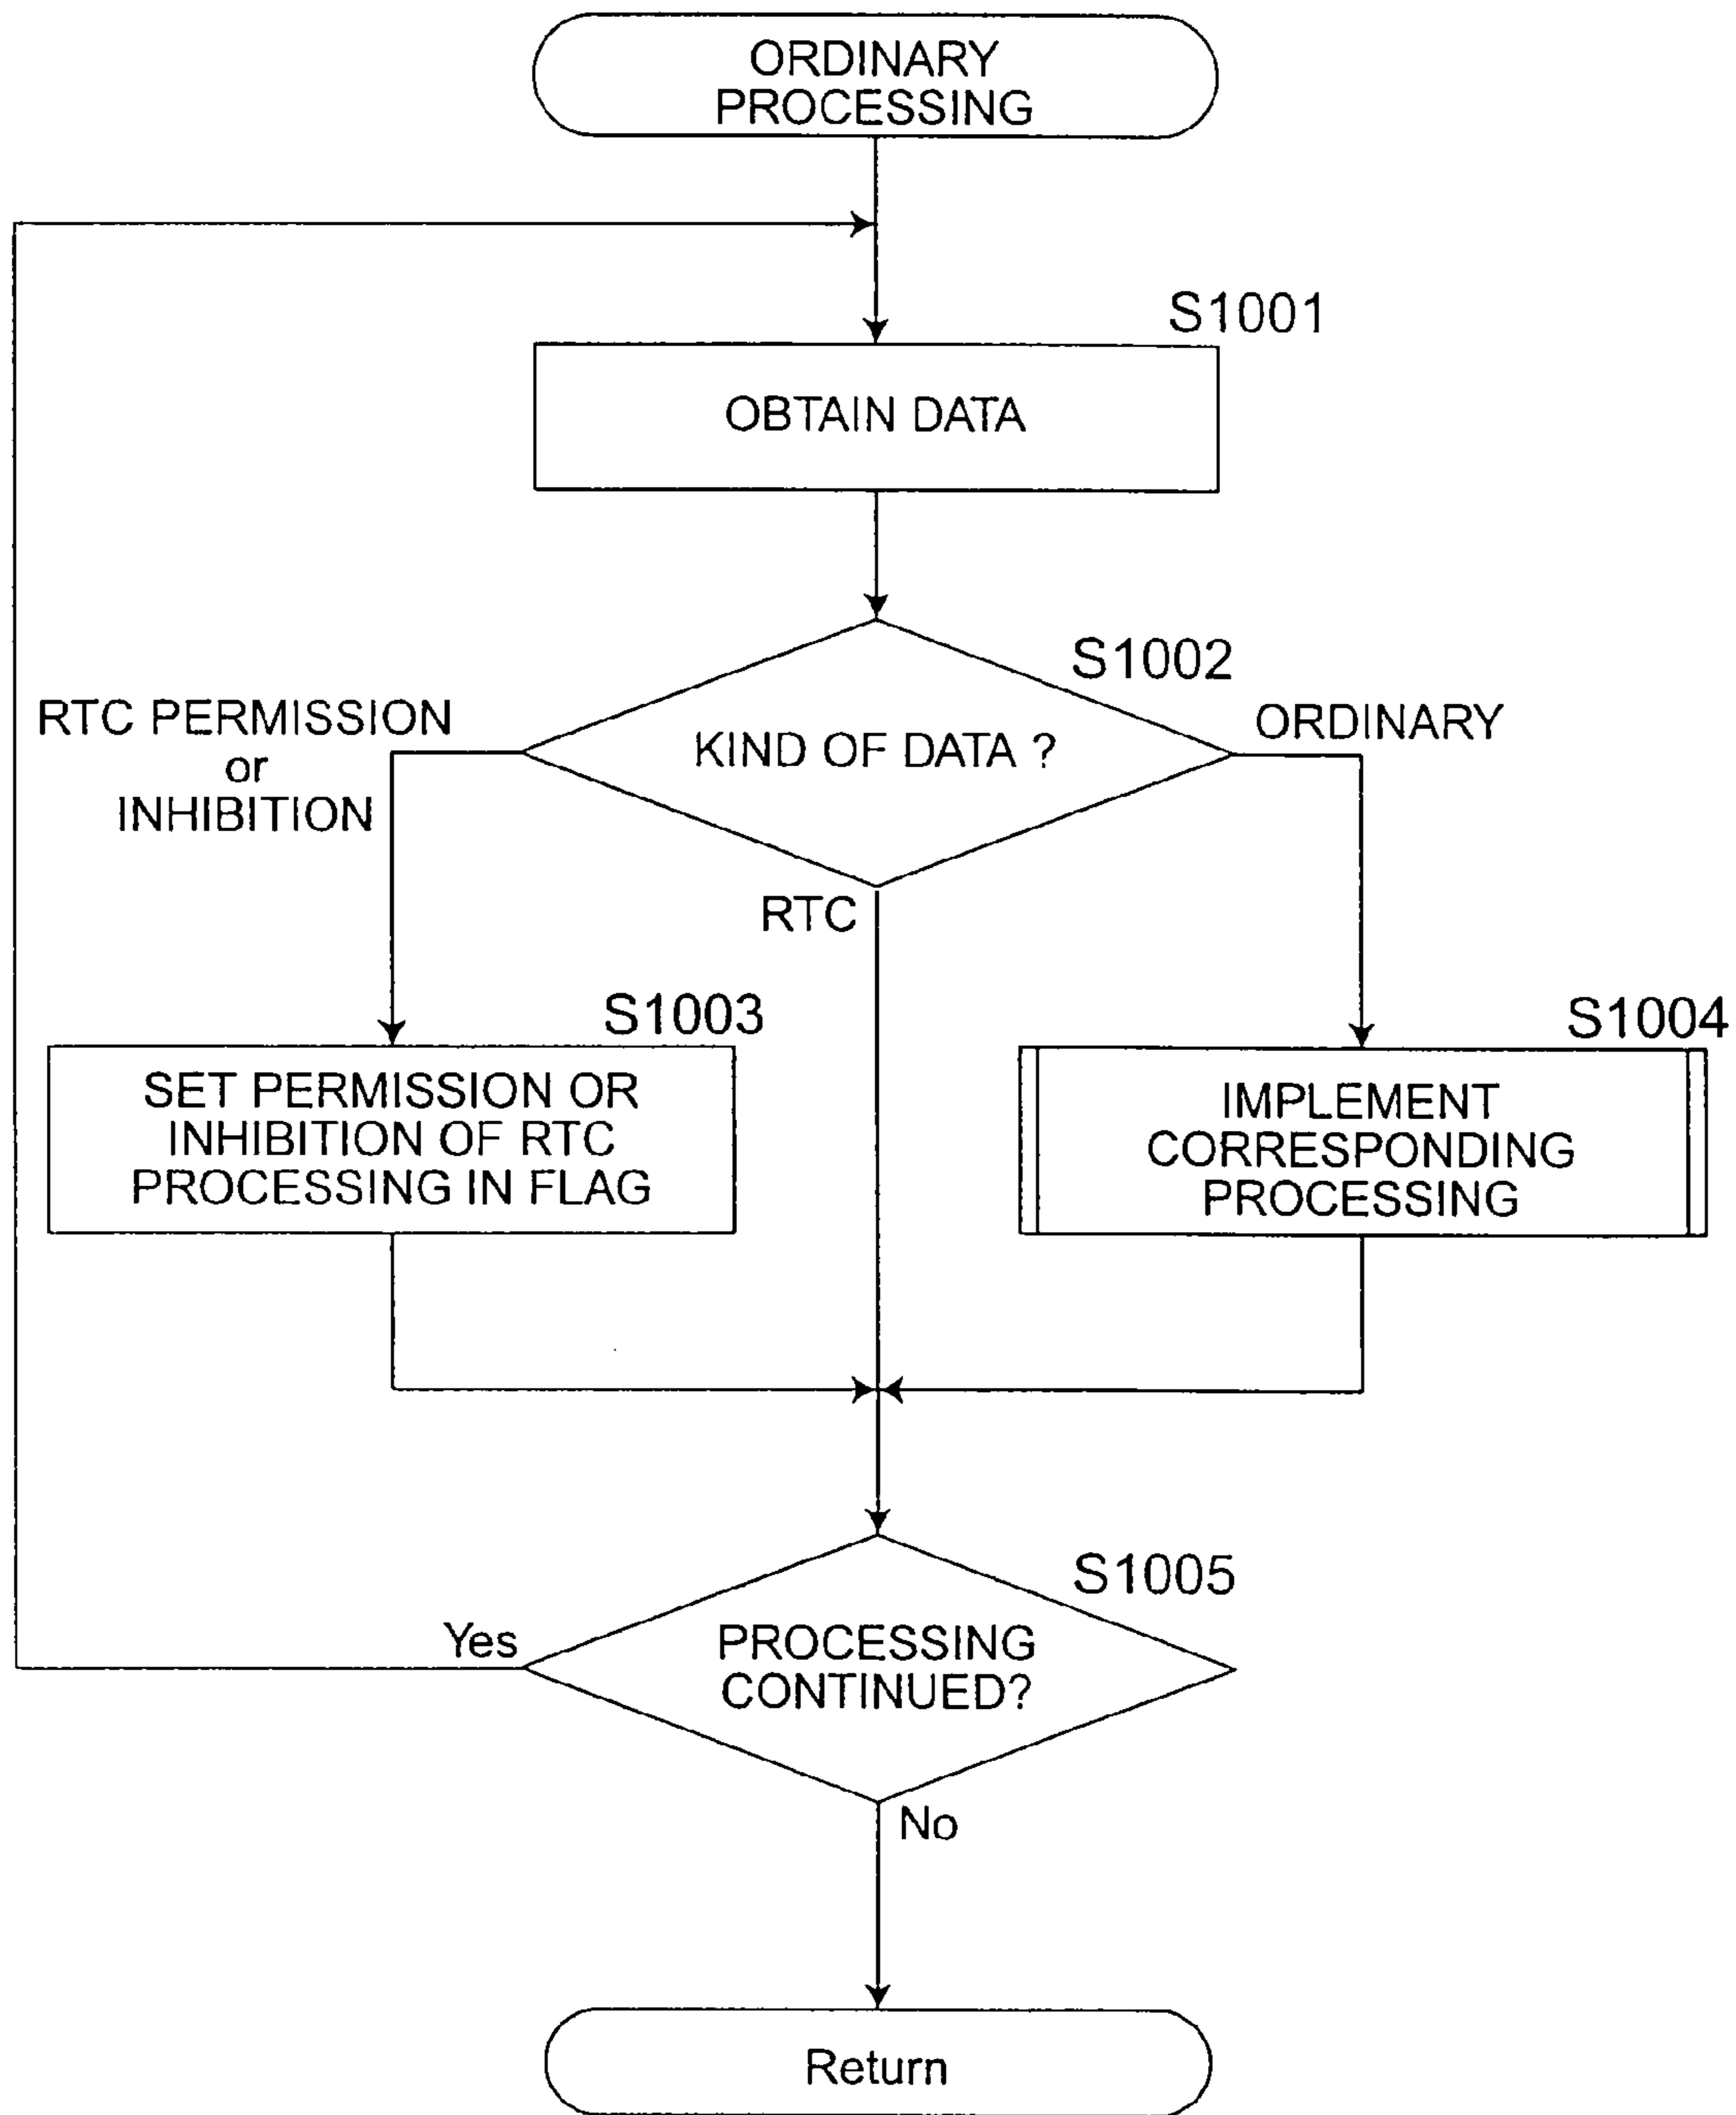 ORDINARY
PROCESSING
S1001
OBTAIN DATA
S1002
RTC PERMISSION
or
INHIBITION
KIND OF DATA ?
ORDINARY
RTC
S1003
SET PERMISSION OR
INHIBITION OF RTC
PROCESSING IN FLAG
S1004
IMPLEMENT
CORRESPONDING
PROCESSING
S1005
Yes
PROCESSING
CONTINUED?
No
Return